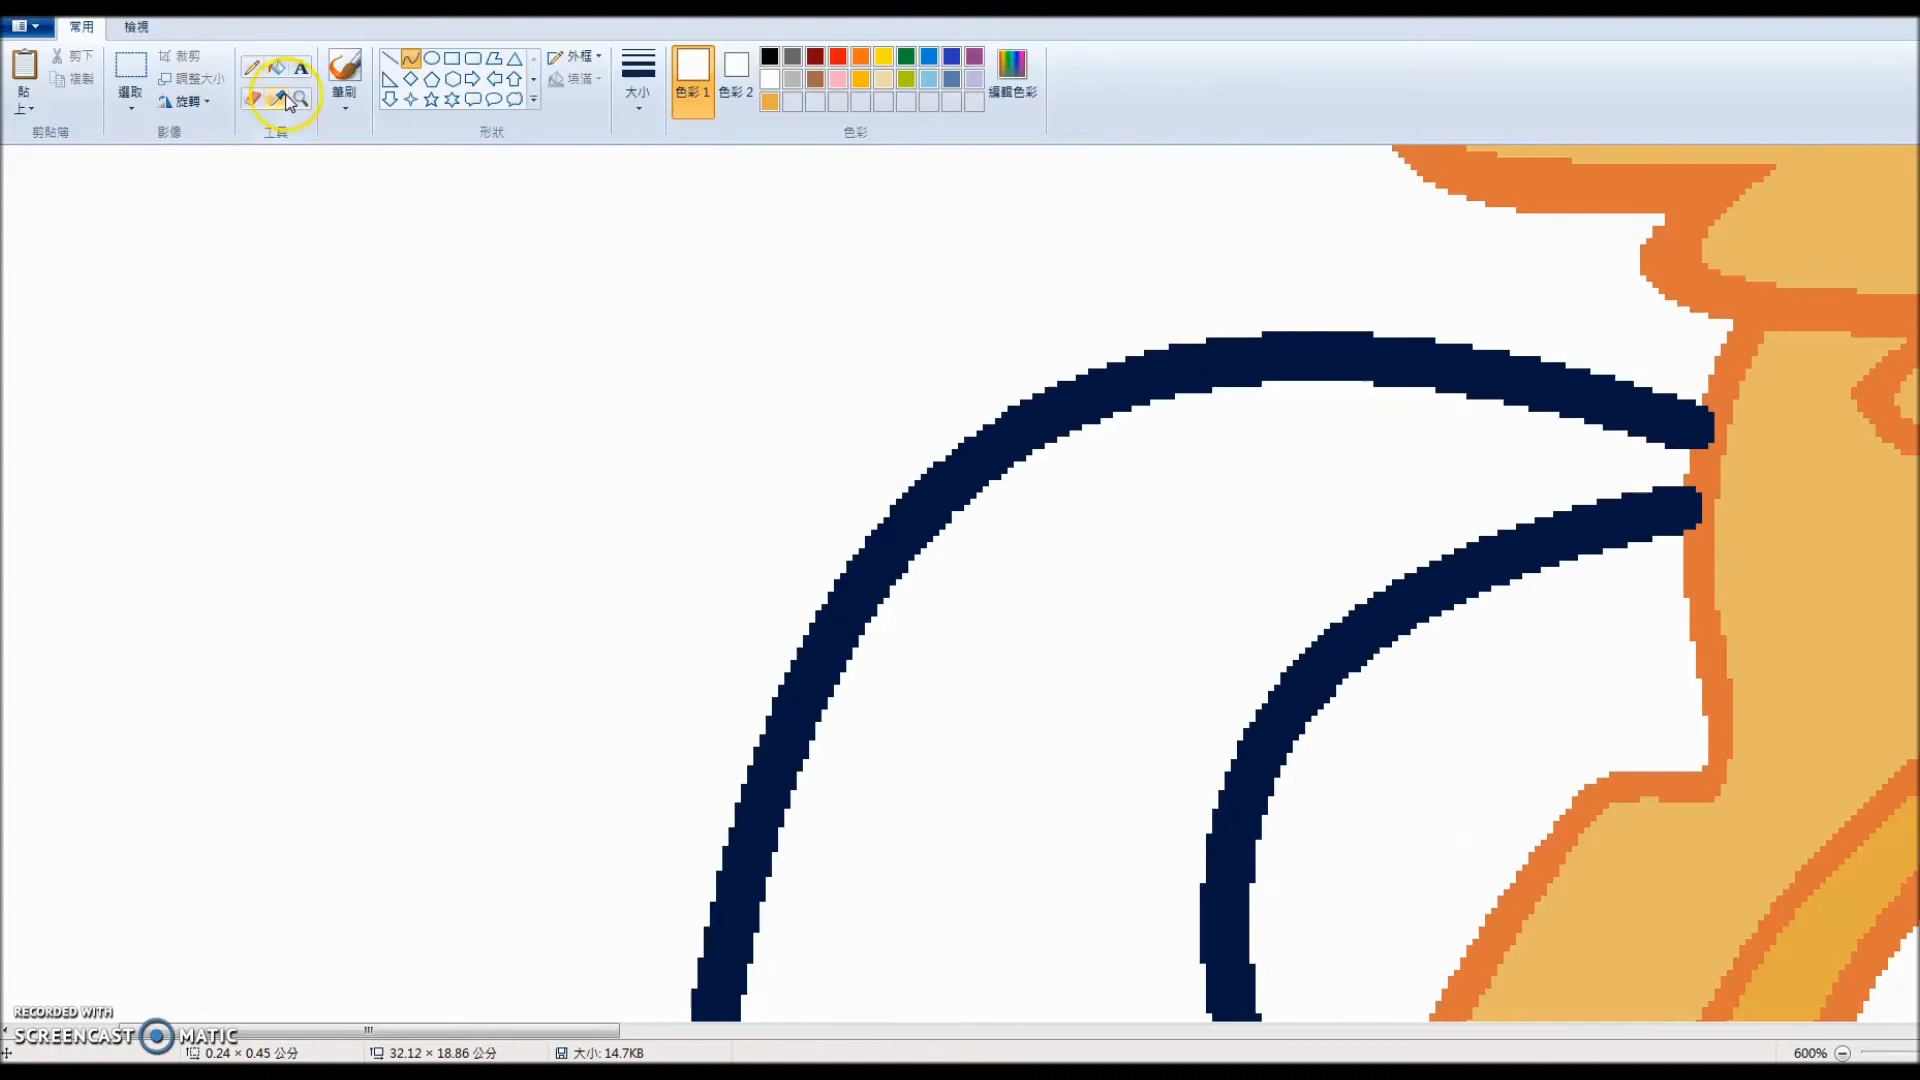 常用 檢視
貼上
剪下
複製
剪貼簿
選取
裁剪
調整大小
旋轉
影像
A
工具
筆刷
外框
填滿
形狀
大小
色彩 1
色彩 2
編輯色彩
色彩
RECORDED WITH
SCREENCAST MATIC
0.24 × 0.45 公分
32.12 × 18.86 公分
大小: 14.7KB
600%